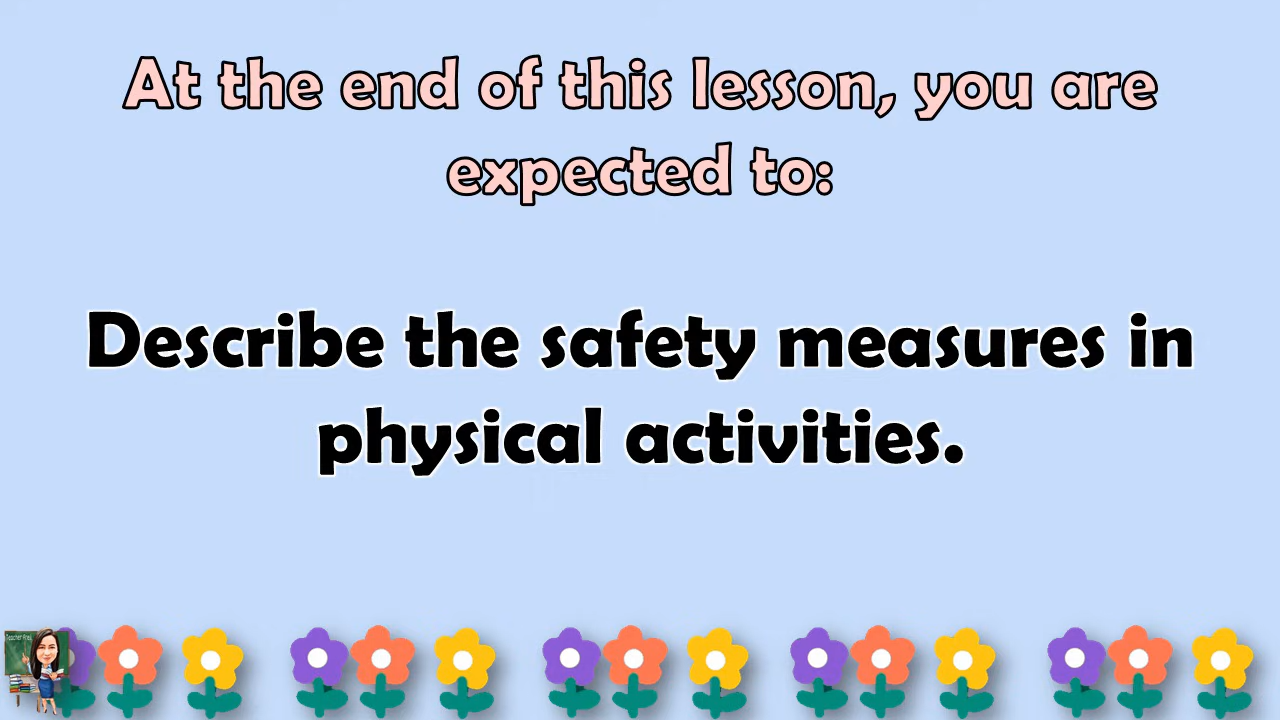 At the end of this lesson, you are
expected to:
Describe the safety measures in
physical activities.